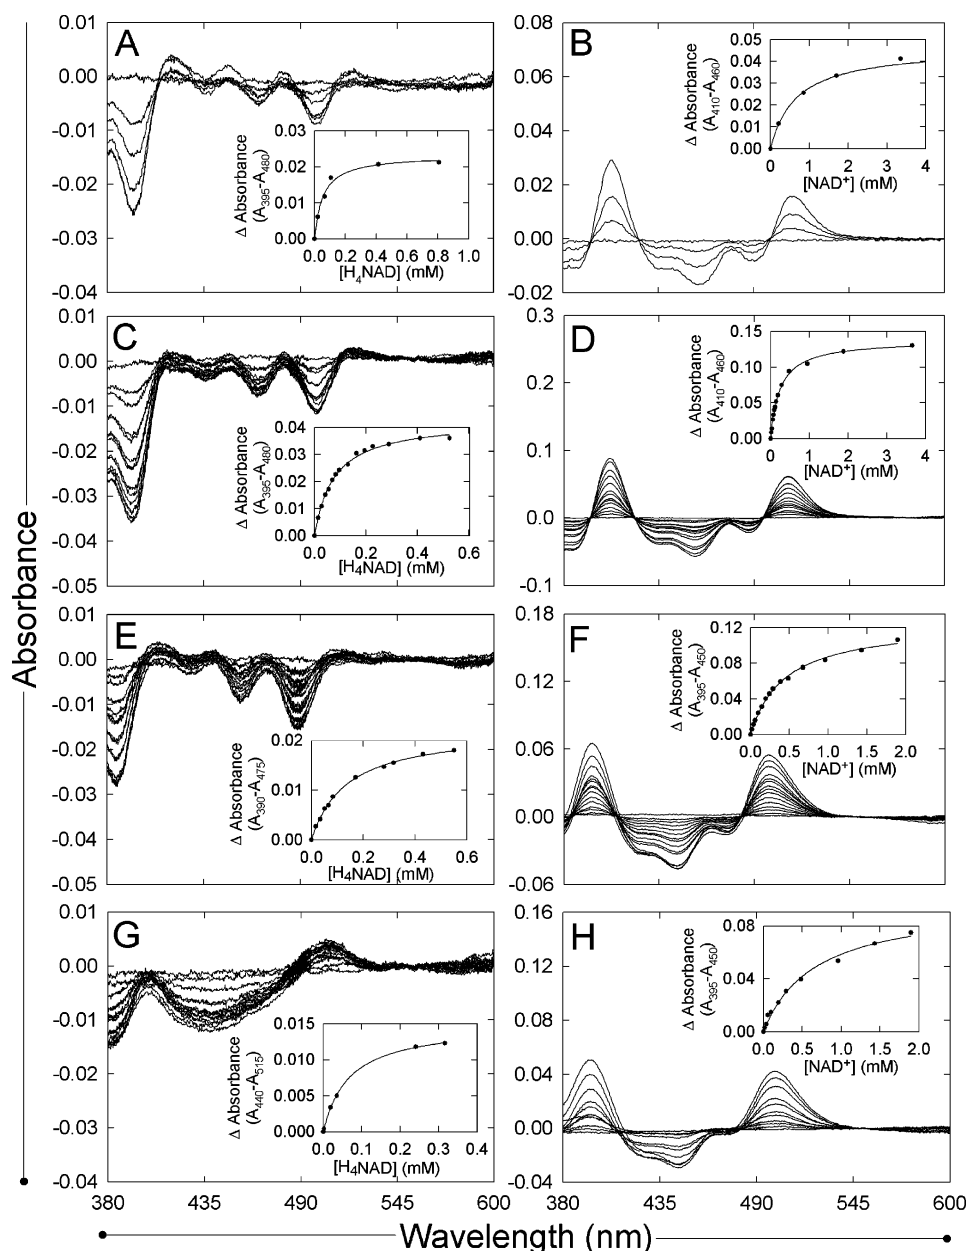 Absorbance
A
0.01
0.00
-0.01
-0.02
-0.03
-0.04
Δ Absorbance
(A₃₉₅-A₄₈₀)
0.03
0.02
0.01
0.00
0.0 0.2 0.4 0.6 0.8 1.0
[H₄NAD] (mM)
B
0.08
0.06
0.04
0.02
0.00
-0.02
Δ Absorbance
(A₄₁₀-A₄₆₀)
0.05
0.04
0.03
0.02
0.01
0.00
0 1 2 3 4
[NAD⁺] (mM)
C
0.01
0.00
-0.01
-0.02
-0.03
-0.04
-0.05
Δ Absorbance
(A₃₉₅-A₄₈₀)
0.04
0.03
0.02
0.01
0.00
0.0 0.2 0.4 0.6
[H₄NAD] (mM)
D
0.3
0.2
0.1
0.0
-0.1
Δ Absorbance
(A₄₁₀-A₄₆₀)
0.15
0.10
0.05
0.00
0 1 2 3 4
[NAD⁺] (mM)
E
0.01
0.00
-0.01
-0.02
-0.03
-0.04
-0.05
Δ Absorbance
(A₃₉₀-A₄₇₅)
0.02
0.01
0.00
0.0 0.2 0.4 0.6
[H₄NAD] (mM)
F
0.18
0.12
0.06
0.00
-0.06
Δ Absorbance
(A₃₉₅-A₄₅₀)
0.12
0.08
0.04
0.00
0.0 0.5 1.0 1.5 2.0
[NAD⁺] (mM)
G
0.01
0.00
-0.01
-0.02
-0.03
-0.04
Δ Absorbance
(A₄₄₀-A₅₁₅)
0.015
0.010
0.005
0.000
0.0 0.1 0.2 0.3 0.4
[H₄NAD] (mM)
380 435 490 545 600
H
0.16
0.12
0.08
0.04
0.00
-0.04
Δ Absorbance
(A₃₉₅-A₄₅₀)
0.08
0.04
0.00
0.0 0.5 1.0 1.5 2.0
[NAD⁺] (mM)
380 435 490 545 600
Wavelength (nm)